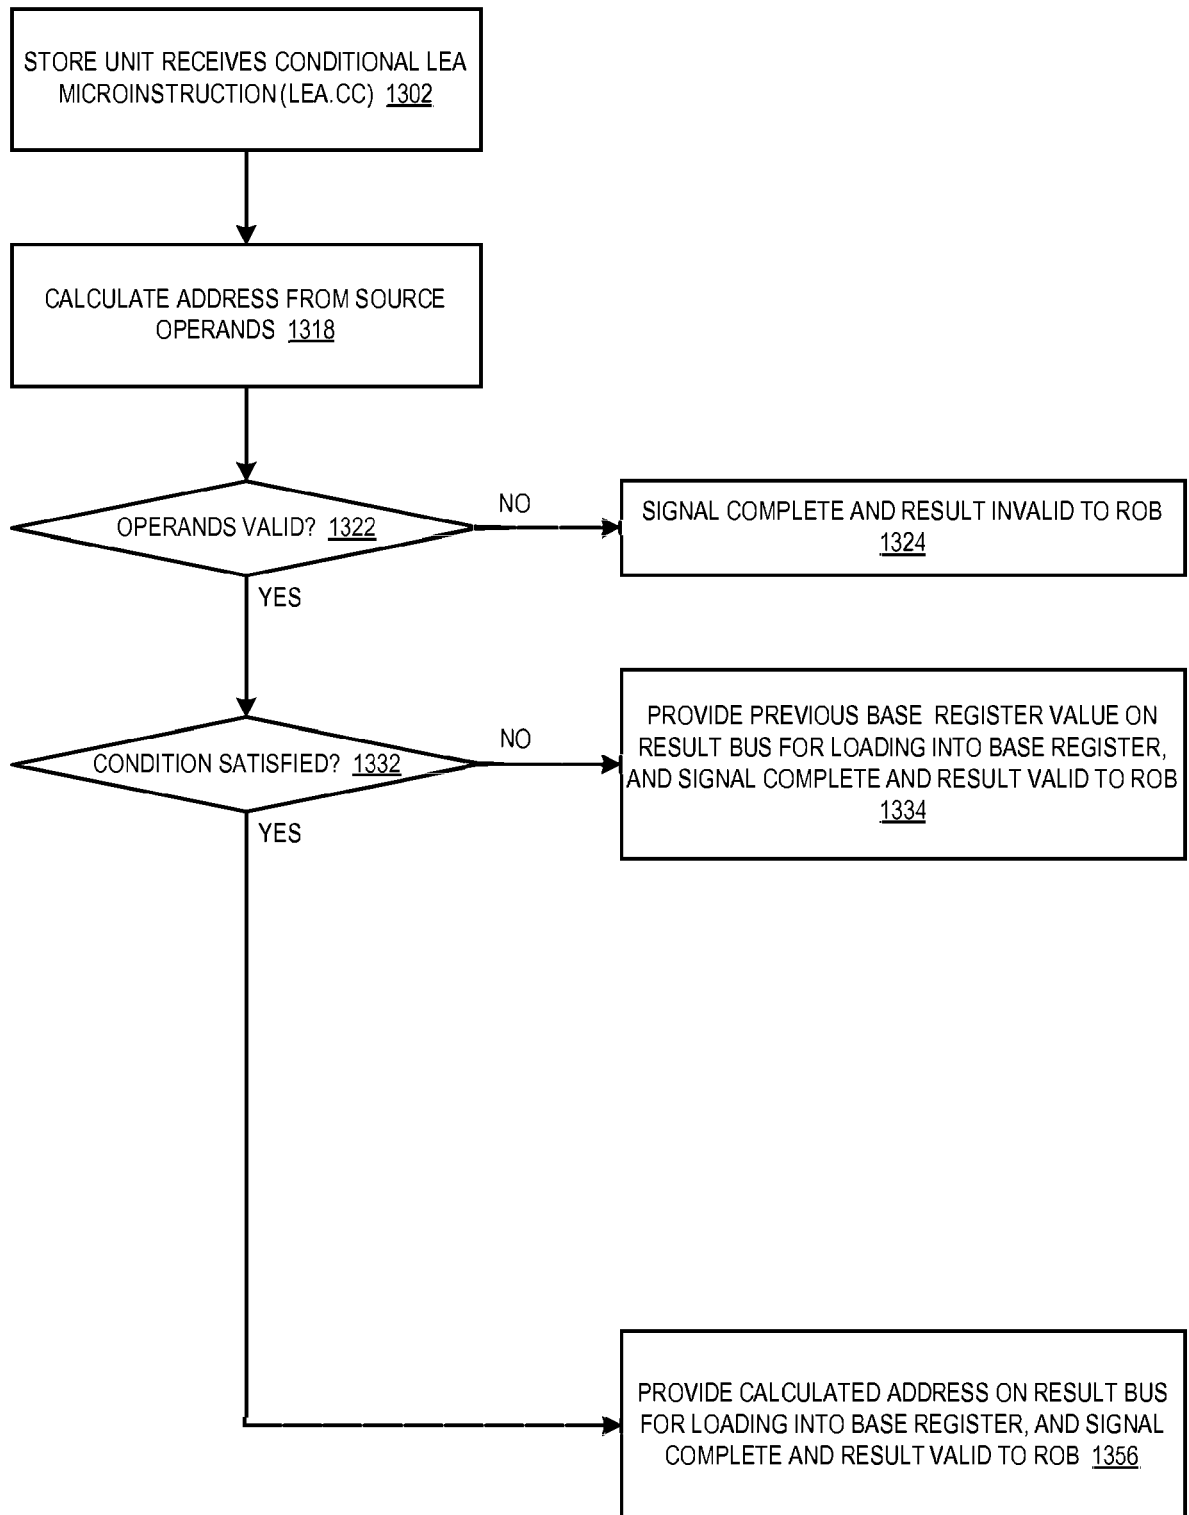 STORE UNIT RECEIVES CONDITIONAL LEA
MICROINSTRUCTION (LEA.CC) 1302
CALCULATE ADDRESS FROM SOURCE
OPERANDS 1318
OPERANDS VALID? 1322
NO
SIGNAL COMPLETE AND RESULT INVALID TO ROB
1324
YES
CONDITION SATISFIED? 1332
NO
PROVIDE PREVIOUS BASE REGISTER VALUE ON
RESULT BUS FOR LOADING INTO BASE REGISTER,
AND SIGNAL COMPLETE AND RESULT VALID TO ROB
1334
YES
PROVIDE CALCULATED ADDRESS ON RESULT BUS
FOR LOADING INTO BASE REGISTER, AND SIGNAL
COMPLETE AND RESULT VALID TO ROB 1356